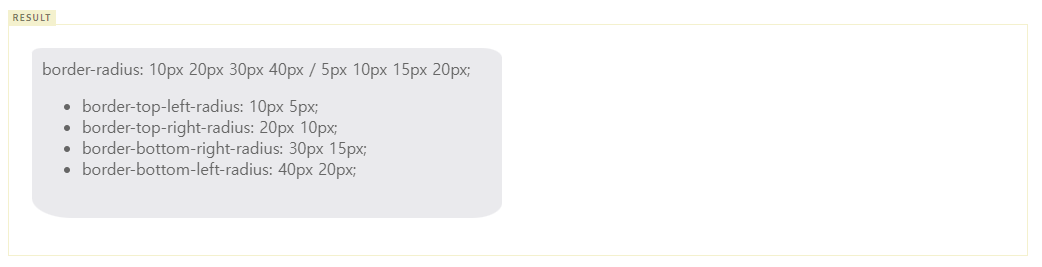 RESULT
border-radius: 10px 20px 30px 40px / 5px 10px 15px 20px;
• border-top-left-radius: 10px 5px;
• border-top-right-radius: 20px 10px;
• border-bottom-right-radius: 30px 15px;
• border-bottom-left-radius: 40px 20px;